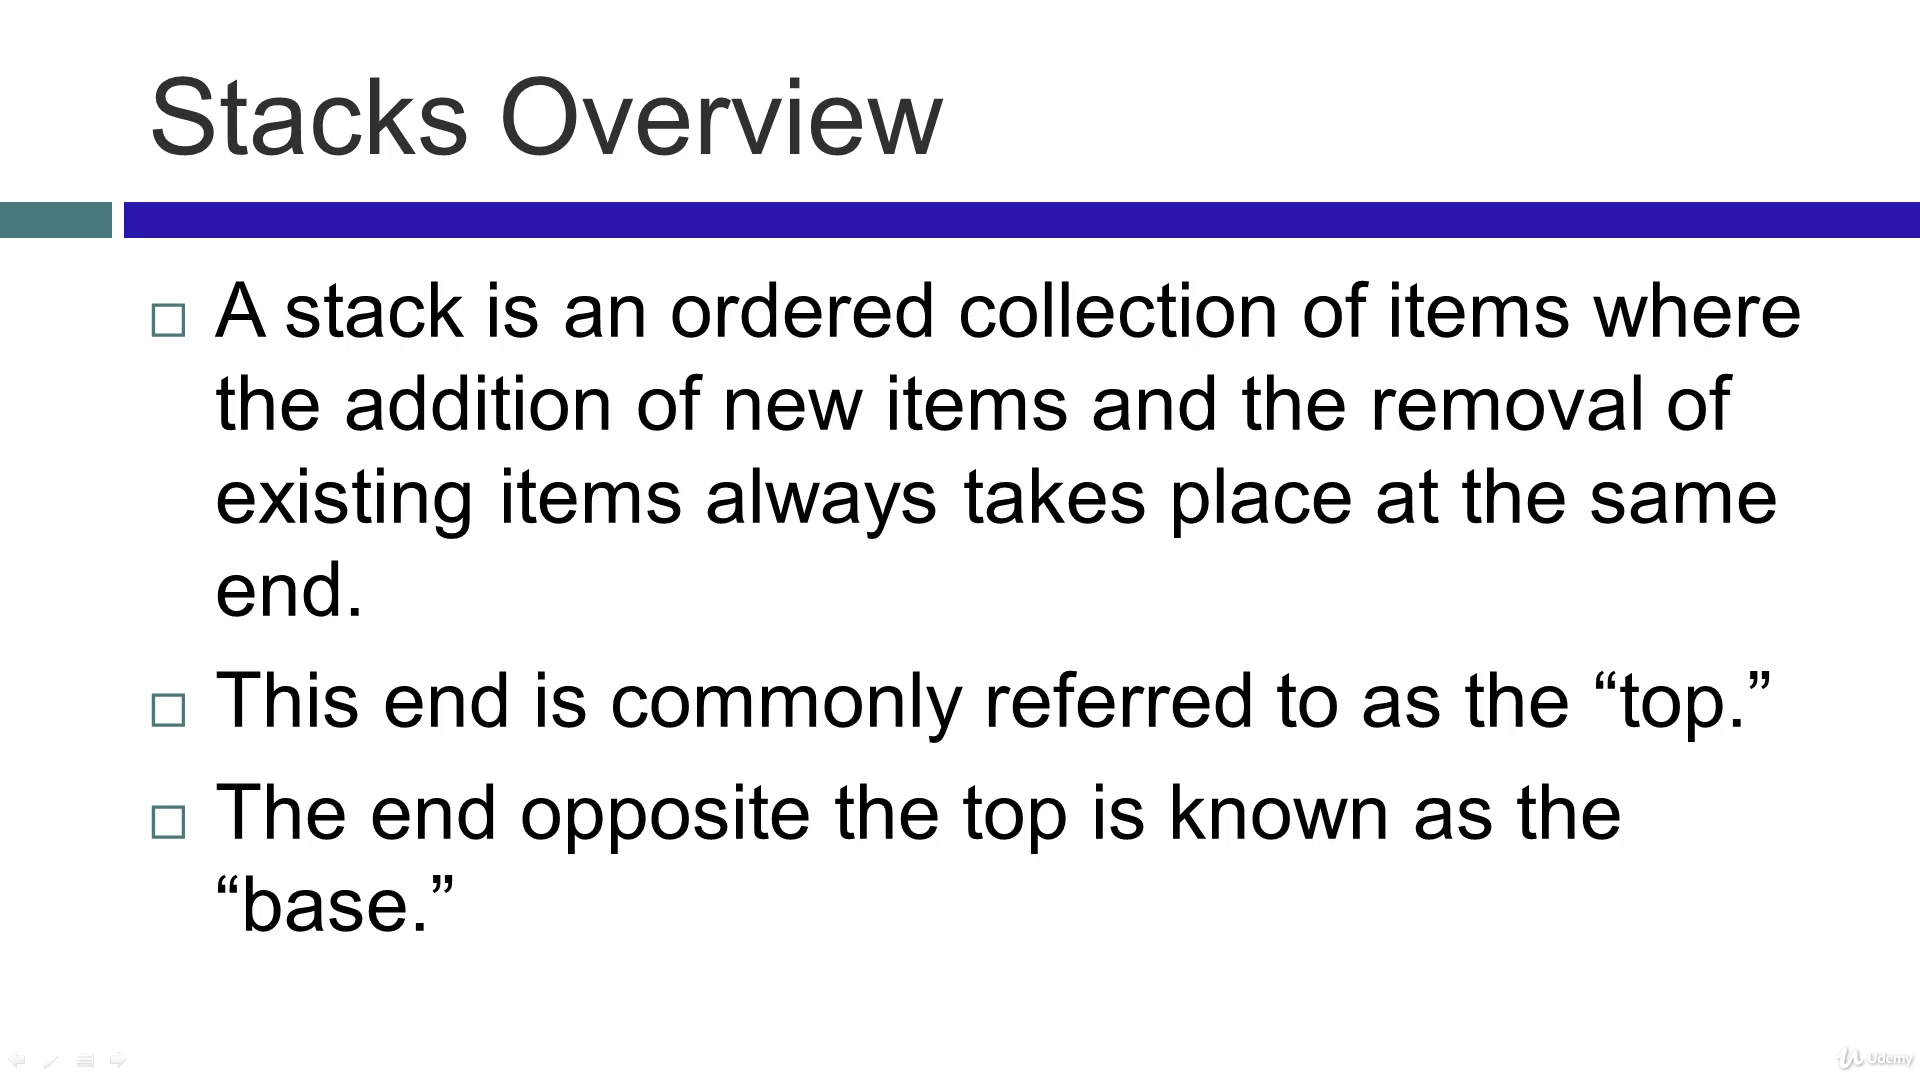 Stacks Overview
A stack is an ordered collection of items where
the addition of new items and the removal of
existing items always takes place at the same
end.
This end is commonly referred to as the “top.”
The end opposite the top is known as the
“base.”
Udemy